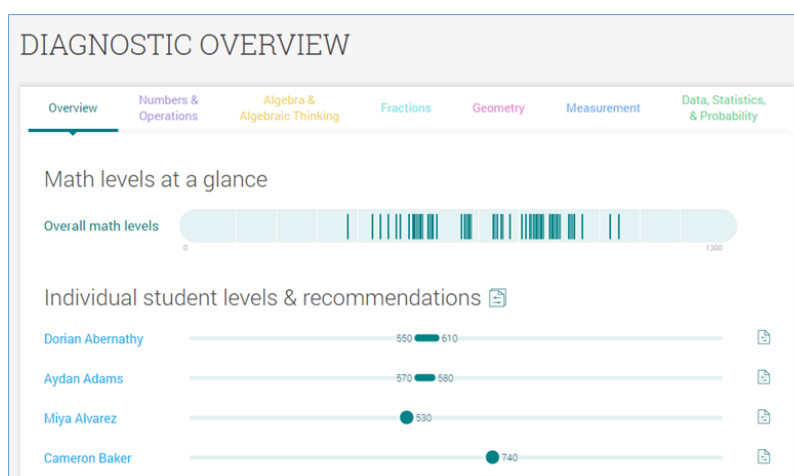 DIAGNOSTIC OVERVIEW
Overview
Numbers &
Operations
Algebra &
Algebraic Thinking
Fractions
Geometry
Measurement
Data, Statistics,
& Probability
Math levels at a glance
Overall math levels
0
1300
Individual student levels & recommendations
Dorian Abernathy
550 610
Aydan Adams
570 580
Miya Alvarez
530
Cameron Baker
740